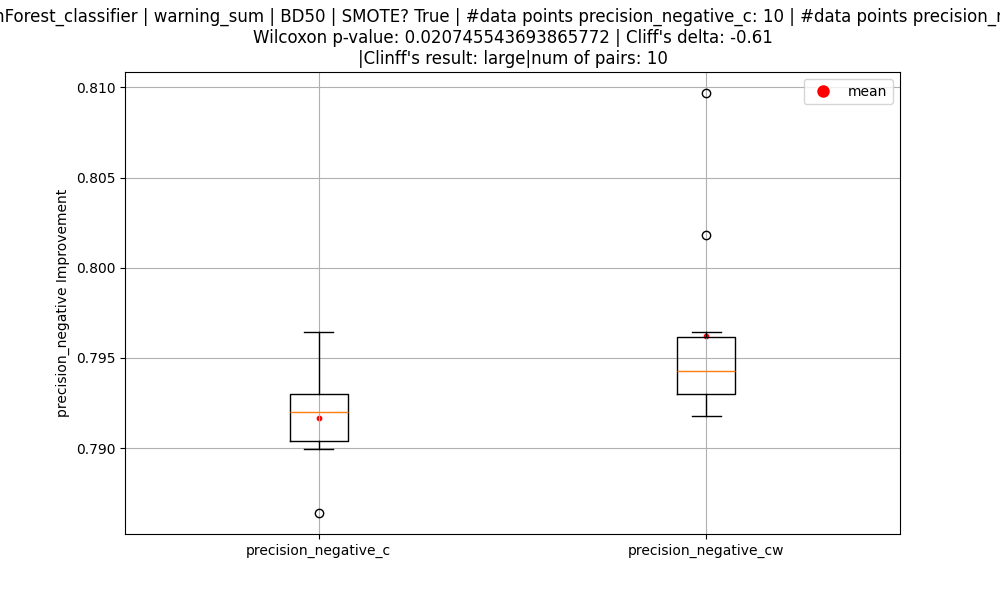 nForest_classifier | warning_sum | BD50 | SMOTE? True | #data points precision_negative_c: 10 | #data points precision_n
Wilcoxon p-value: 0.020745543693865772 | Cliff's delta: -0.61
|Clinff's result: large|num of pairs: 10
mean
0.810
0.805
0.800
0.795
0.790
precision_negative Improvement
precision_negative_c
precision_negative_cw